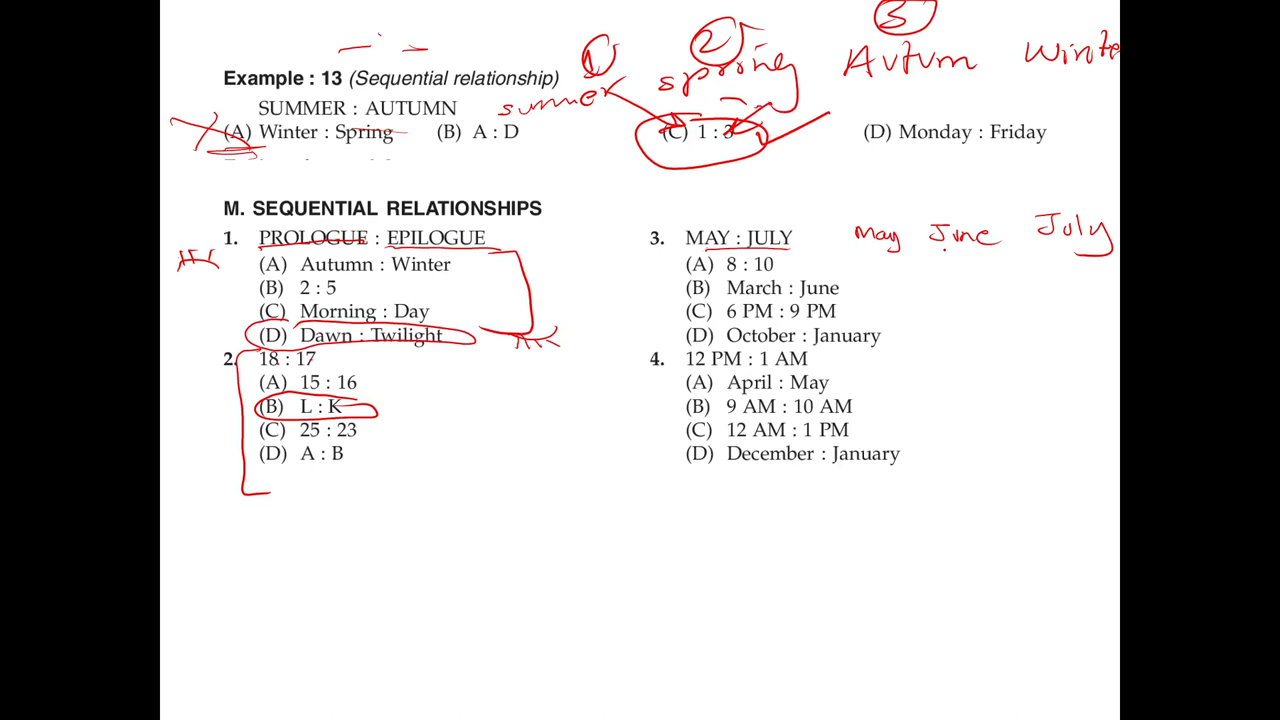 1 2 3
summer spring Autum Winte
Example : 13 (Sequential relationship)
SUMMER : AUTUMN
(A) Winter : Spring (B) A : D (C) 1 : 3 (D) Monday : Friday
M. SEQUENTIAL RELATIONSHIPS
1. PROLOGUE : EPILOGUE
(A) Autumn : Winter
(B) 2 : 5
(C) Morning : Day
(D) Dawn : Twilight
2. 18 : 17
(A) 15 : 16
(B) L : K
(C) 25 : 23
(D) A : B
3. MAY : JULY
may June July
(A) 8 : 10
(B) March : June
(C) 6 PM : 9 PM
(D) October : January
4. 12 PM : 1 AM
(A) April : May
(B) 9 AM : 10 AM
(C) 12 AM : 1 PM
(D) December : January